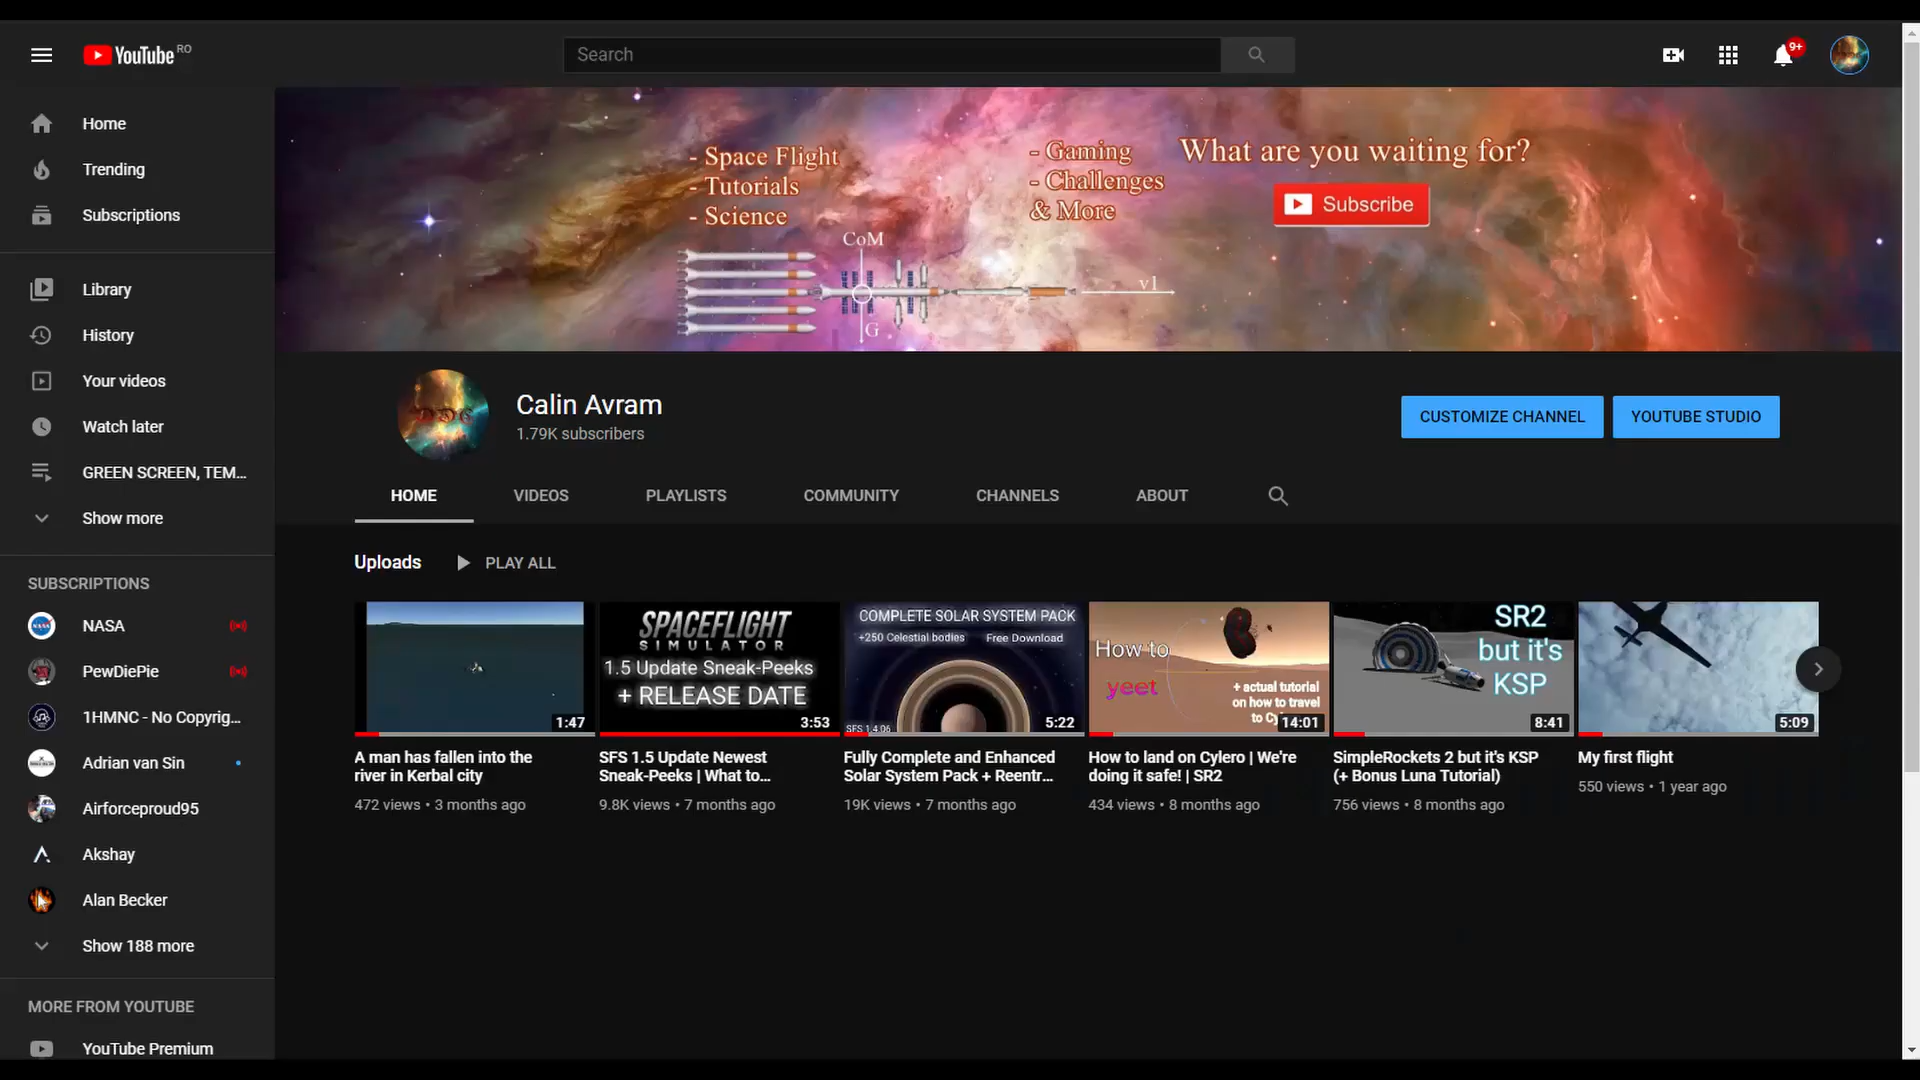 YouTube RO
Search
9+
Home
Trending
Subscriptions
Library
History
Your videos
Watch later
GREEN SCREEN, TEM...
Show more
SUBSCRIPTIONS
NASA
PewDiePie
1HMNC - No Copyrig...
Adrian van Sin
Airforceproud95
Akshay
Alan Becker
Show 188 more
MORE FROM YOUTUBE
YouTube Premium
- Space Flight
- Tutorials
- Science
- Gaming
- Challenges
& More
What are you waiting for?
Subscribe
CoM
v1
G
Calin Avram
1.79K subscribers
CUSTOMIZE CHANNEL
YOUTUBE STUDIO
HOME VIDEOS PLAYLISTS COMMUNITY CHANNELS ABOUT
Uploads PLAY ALL
1:47
A man has fallen into the
river in Kerbal city
472 views • 3 months ago
SPACEFLIGHT
SIMULATOR
1.5 Update Sneak-Peeks
+ RELEASE DATE
3:53
SFS 1.5 Update Newest
Sneak-Peeks | What to...
9.8K views • 7 months ago
COMPLETE SOLAR SYSTEM PACK
+250 Celestial bodies Free Download
SFS 1.4.06
5:22
Fully Complete and Enhanced
Solar System Pack + Reentr...
19K views • 7 months ago
How to
yeet
+ actual tutorial
on how to travel
to Cy
14:01
How to land on Cylero | We're
doing it safe! | SR2
434 views • 8 months ago
SR2
but it's
KSP
8:41
SimpleRockets 2 but it's KSP
(+ Bonus Luna Tutorial)
756 views • 8 months ago
5:09
My first flight
550 views • 1 year ago